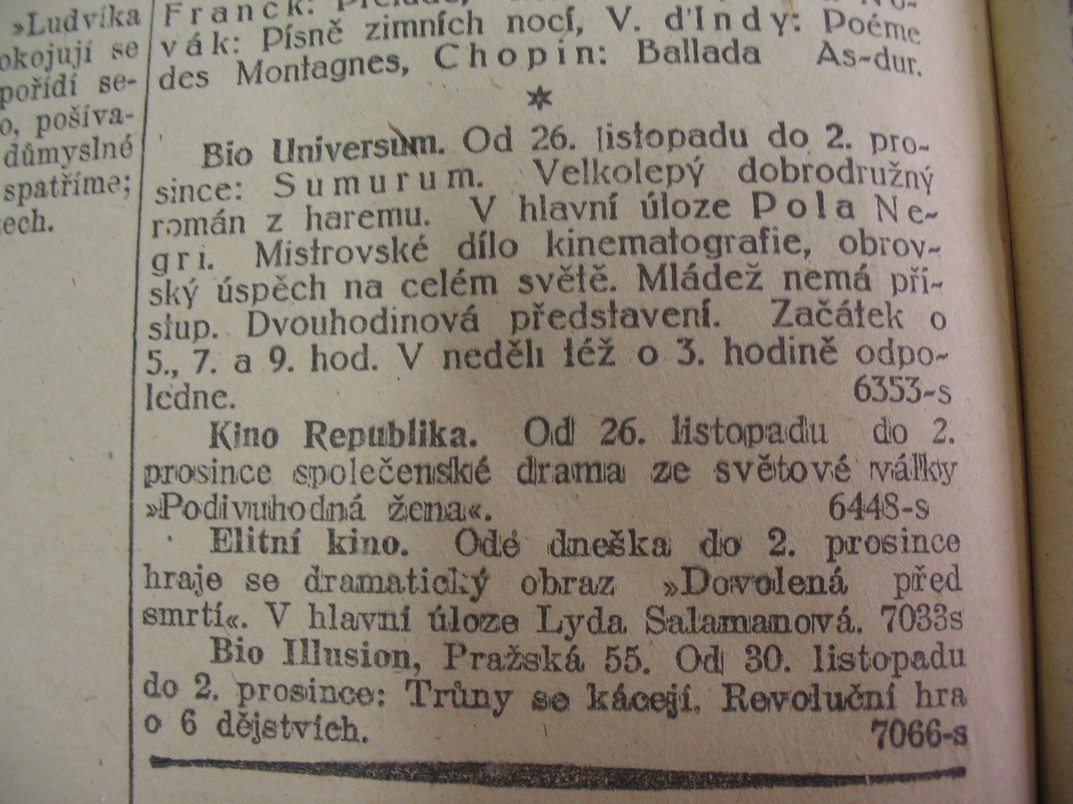 »Ludvíka
okojují se
pořídí se-
o, pošíva-
důmyslné
spatříme;
ech.
Franck:
vák: Písně zimních nocí, V. d'Indy: Poéme
des Montagnes, Chopin: Ballada As-dur.
Bio Universum. Od 26. listopadu do 2. pro-
since: Sumurum. Velkolepý dobrodružný
román z haremu. V hlavní úloze Pola Ne-
gri. Mistrovské dílo kinematografie, obrov-
ský úspěch na celém světě. Mládež nemá pří-
stup. Dvouhodinová představení. Začátek o
5., 7. a 9. hod. V neděli též o 3. hodině odpo-
ledne. 6353-s
Kino Republika. Od 26. listopadu do 2.
prosince společenské drama ze světové války
»Podivuhodná žena«. 6448-s
Elitní kino. Ode dneška do 2. prosince
hraje se dramatický obraz »Dovolená před
smrtí«. V hlavní úloze Lyda Salamanová. 7033s
Bio Illusion, Pražská 55. Od 30. listopadu
do 2. prosince: Trůny se kácejí. Revoluční hra
o 6 dějstvích. 7066-s